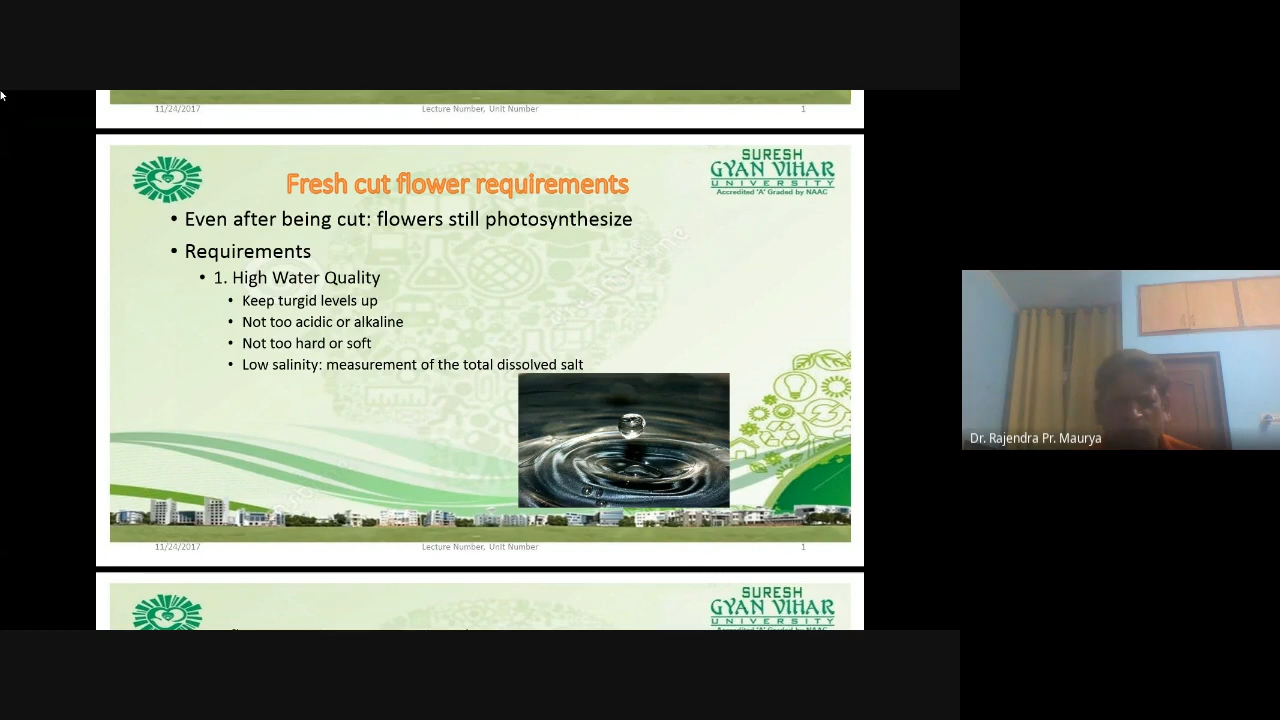 11/24/2017 Lecture Number, Unit Number 1
SURESH
GYAN VIHAR
UNIVERSITY
Accredited 'A' Graded by NAAC
Fresh cut flower requirements
• Even after being cut: flowers still photosynthesize
• Requirements
• 1. High Water Quality
• Keep turgid levels up
• Not too acidic or alkaline
• Not too hard or soft
• Low salinity: measurement of the total dissolved salt
11/24/2017 Lecture Number, Unit Number 1
SURESH
GYAN VIHAR
UNIVERSITY
Dr. Rajendra Pr. Maurya